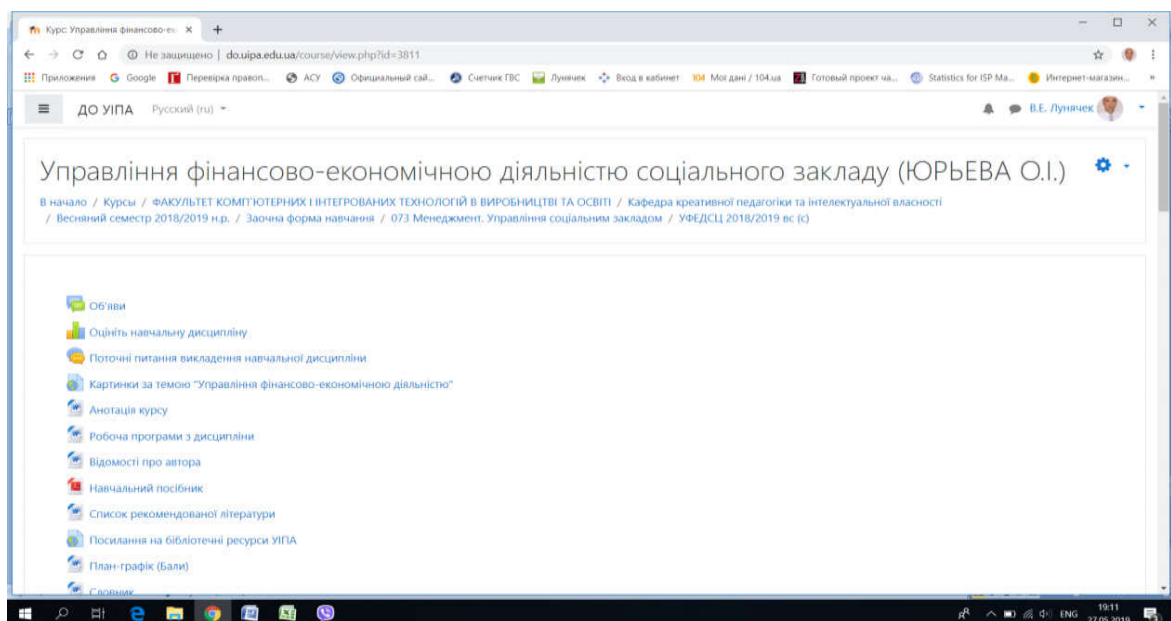 Курс: Управління фінансово-ек
Не защищено | do.uipa.edu.ua/course/view.php?id=3811
Приложения Google Перевірка правоп... АСУ Официальный сай... Счетчик ГВС Лунячек Вход в кабинет 104 Мої дані / 104.ua Готовый проект ча... Statistics for ISP Ma... Интернет-магазин... »
ДО УІПА Русский (ru) В.Е. Лунячек
Управління фінансово-економічною діяльністю соціального закладу (ЮРЬЕВА О.І.)
В начало / Курсы / ФАКУЛЬТЕТ КОМП'ЮТЕРНИХ І ІНТЕГРОВАНИХ ТЕХНОЛОГІЙ В ВИРОБНИЦТВІ ТА ОСВІТІ / Кафедра креативної педагогіки та інтелектуальної власності
/ Весняний семестр 2018/2019 н.р. / Заочна форма навчання / 073 Менеджмент. Управління соціальним закладом / УФЕДСЦ 2018/2019 вс (с)
Об'яви
Оцініть навчальну дисципліну
Поточні питання викладення навчальної дисципліни
Картинки за темою "Управління фінансово-економічною діяльністю"
Анотація курсу
Робоча програми з дисципліни
Відомості про автора
Навчальний посібник
Список рекомендованої літератури
Посилання на бібліотечні ресурси УІПА
План-графік (Бали)
Словник
ENG 19:11
27.05.2019